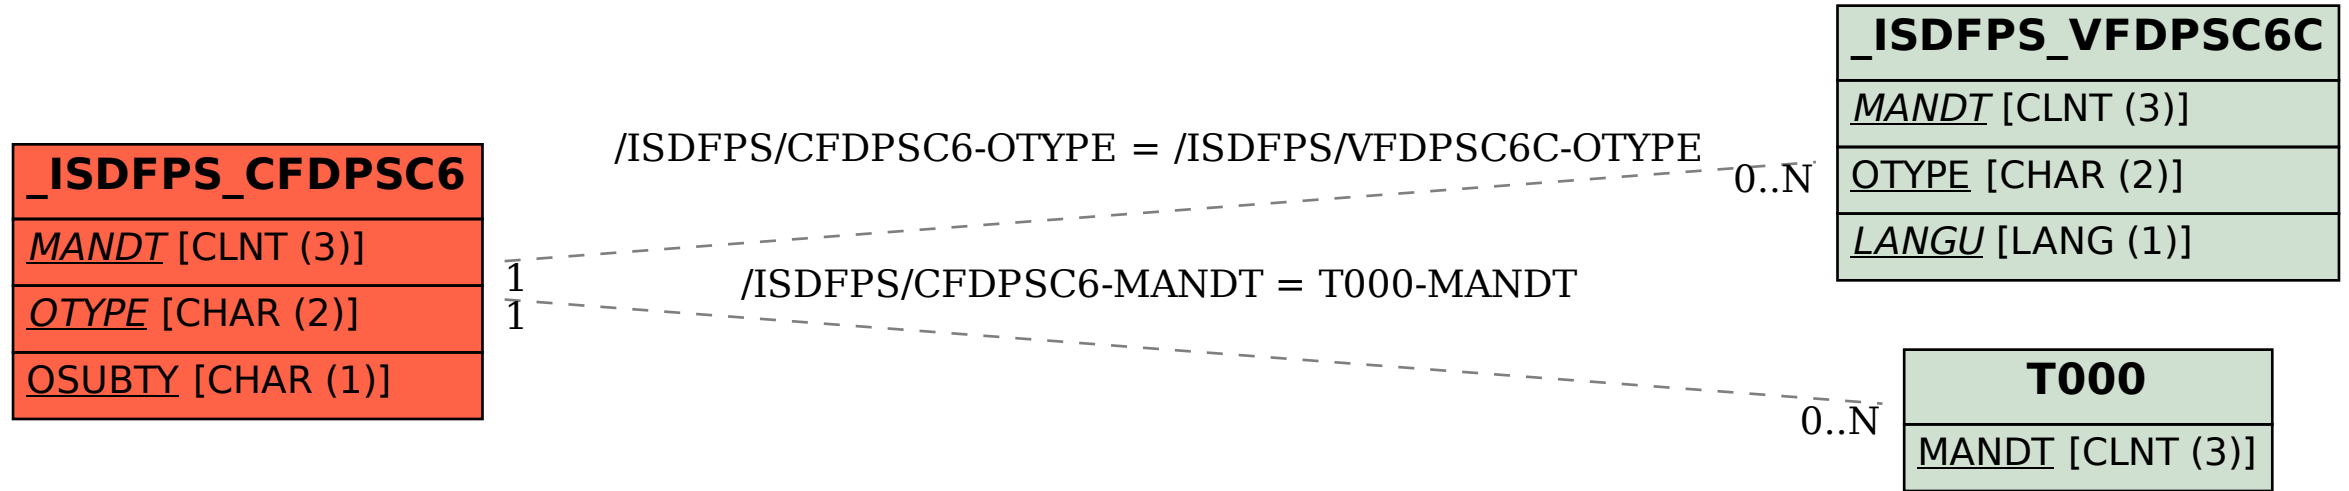 _ISDFPS_CFDPSC6
MANDT [CLNT (3)]
OTYPE [CHAR (2)]
OSUBTY [CHAR (1)]
/ISDFPS/CFDPSC6-OTYPE = /ISDFPS/VFDPSC6C-OTYPE
0..N
1
/ISDFPS/CFDPSC6-MANDT = T000-MANDT
1
0..N
_ISDFPS_VFDPSC6C
MANDT [CLNT (3)]
OTYPE [CHAR (2)]
LANGU [LANG (1)]
T000
MANDT [CLNT (3)]